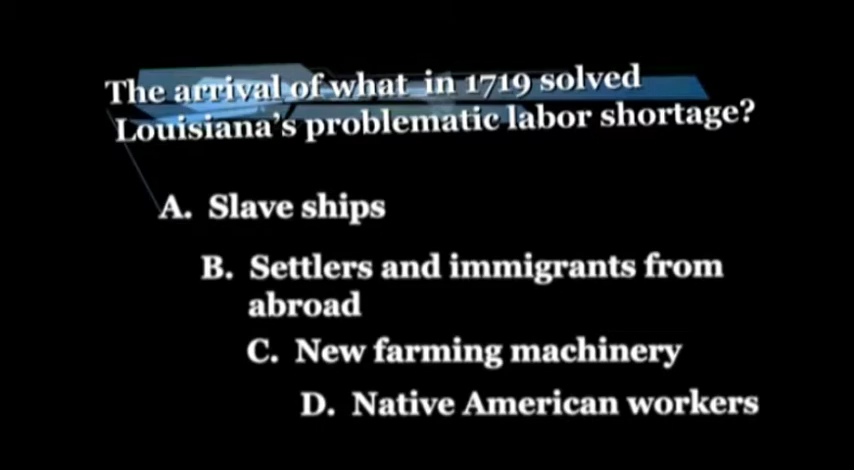 The arrival of what in 1719 solved
Louisiana's problematic labor shortage?
A. Slave ships
B. Settlers and immigrants from
abroad
C. New farming machinery
D. Native American workers